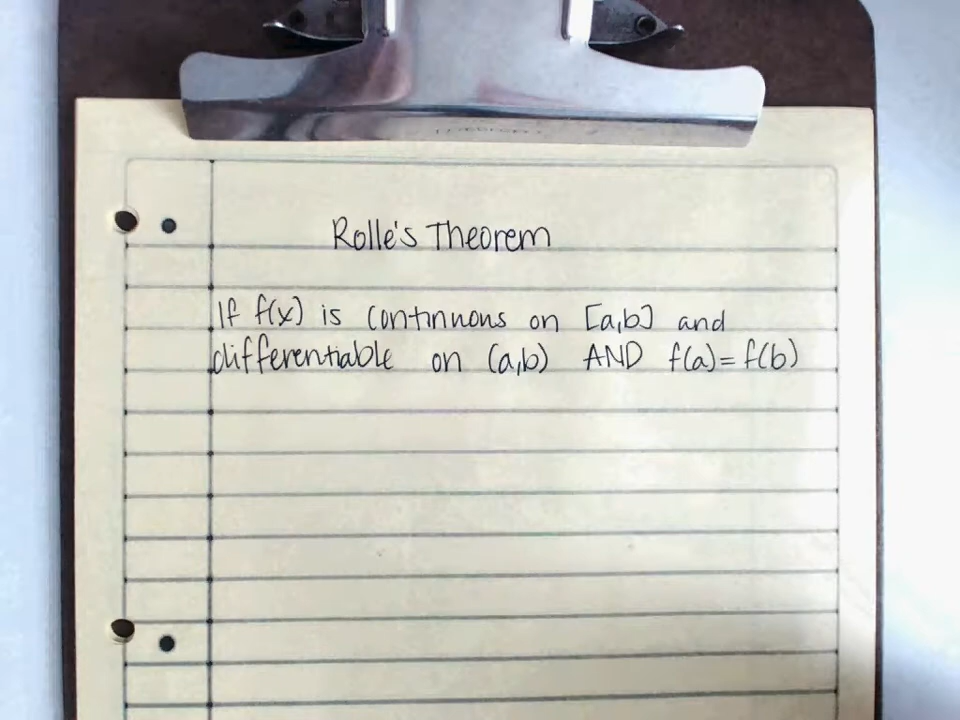 Rolle's Theorem
If f(x) is continuous on [a,b] and
differentiable on (a,b) AND f(a)= f(b)